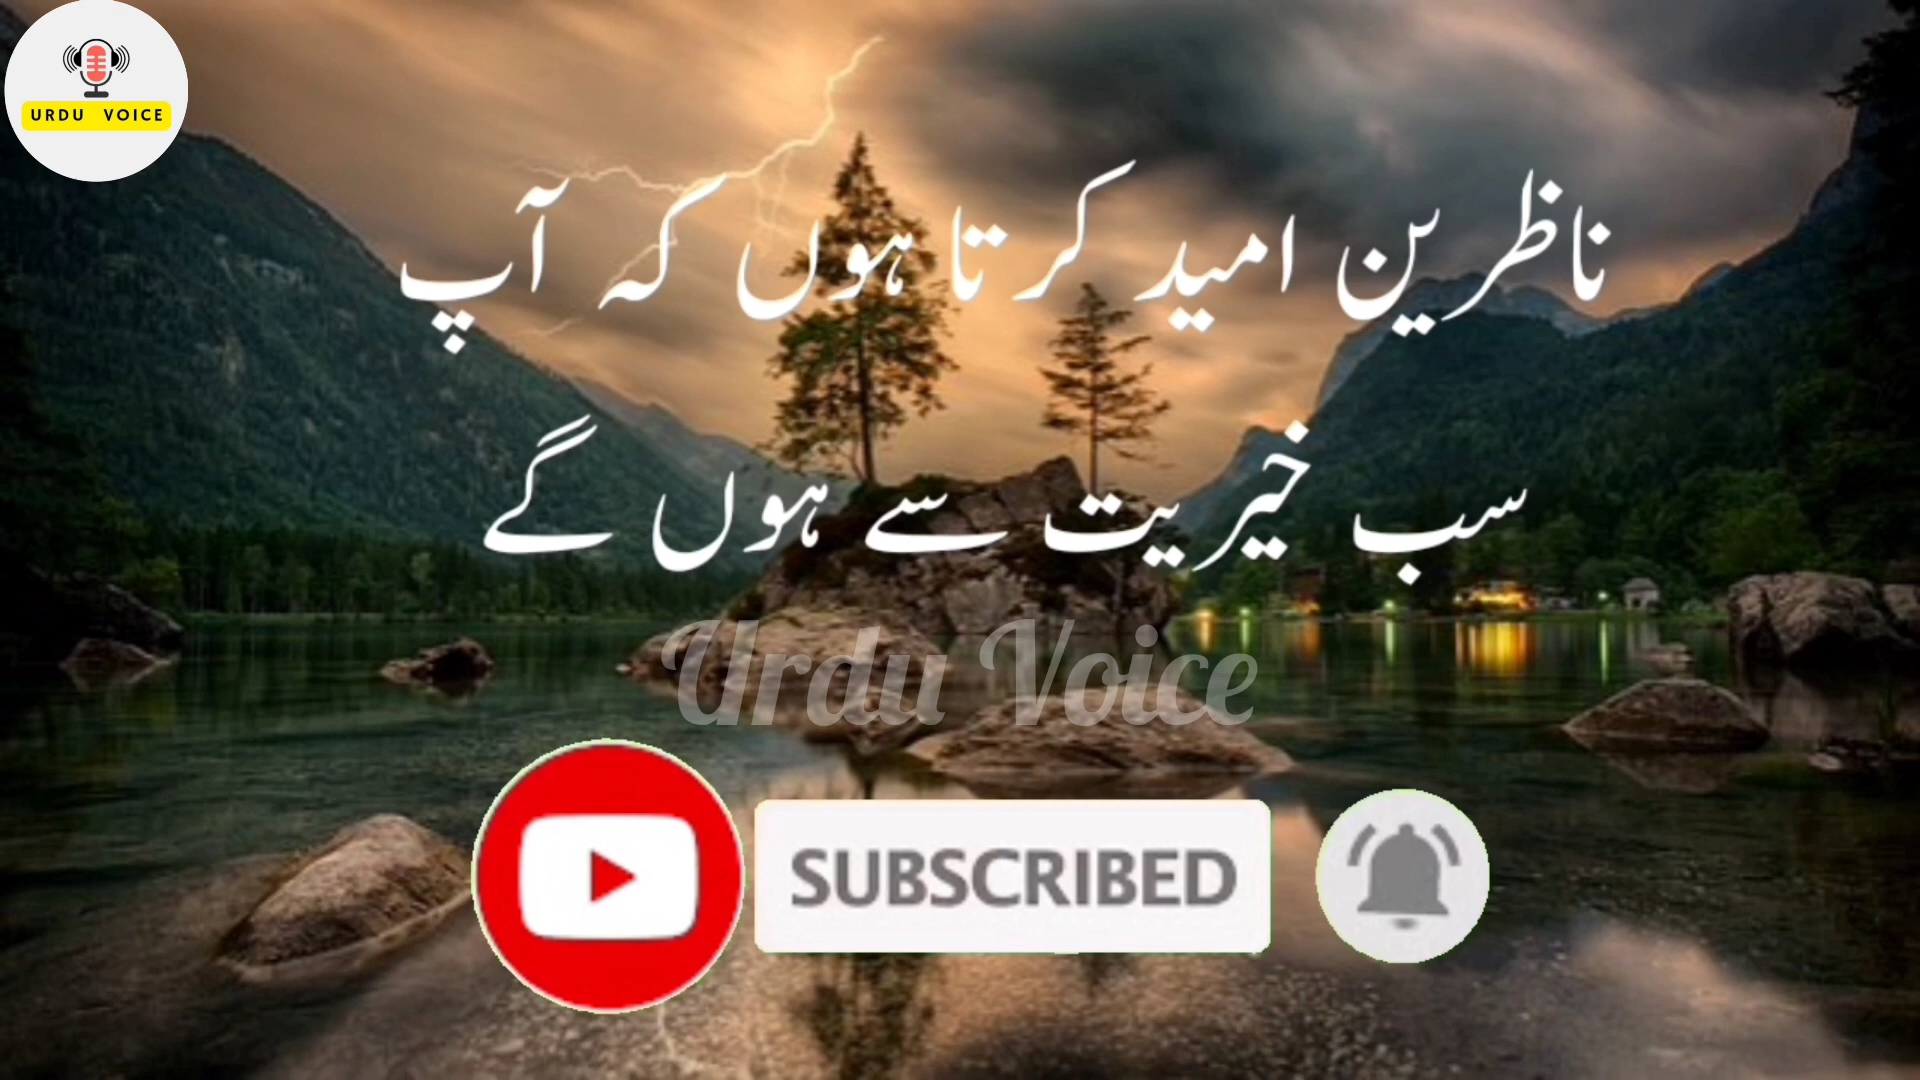 URDU VOICE
ناظرین امید کرتا ہوں کہ آپ
سب خیریت سے ہوں گے
Urdu Voice
SUBSCRIBED